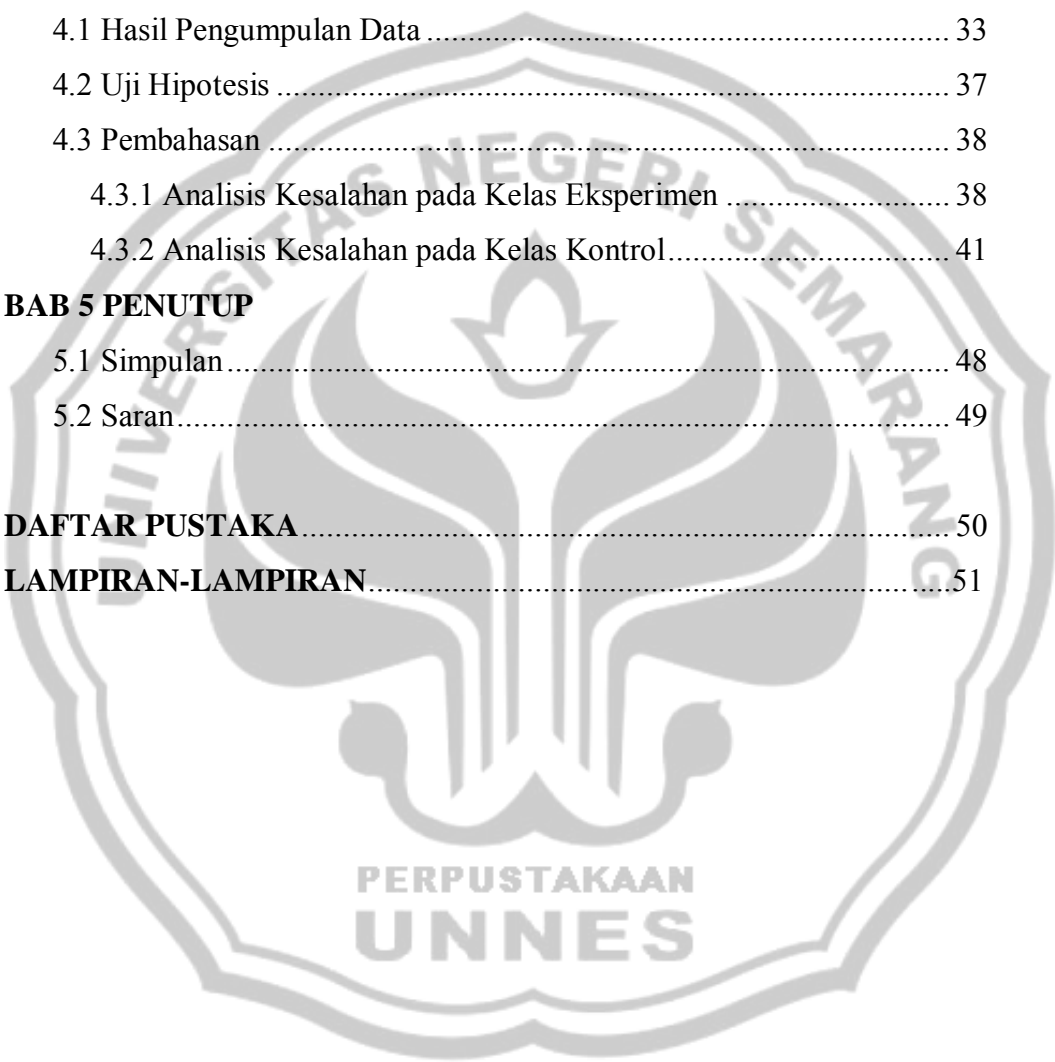 4.1 Hasil Pengumpulan Data ................................................................. 33
4.2 Uji Hipotesis .................................................................................... 37
4.3 Pembahasan ..................................................................................... 38
4.3.1 Analisis Kesalahan pada Kelas Eksperimen ............................ 38
4.3.2 Analisis Kesalahan pada Kelas Kontrol ................................... 41
BAB 5 PENUTUP
5.1 Simpulan .......................................................................................... 48
5.2 Saran ................................................................................................ 49
DAFTAR PUSTAKA ................................................................................. 50
LAMPIRAN-LAMPIRAN ......................................................................... 51
UNIVERSITAS NEGERI SEMARANG
PERPUSTAKAAN
UNNES